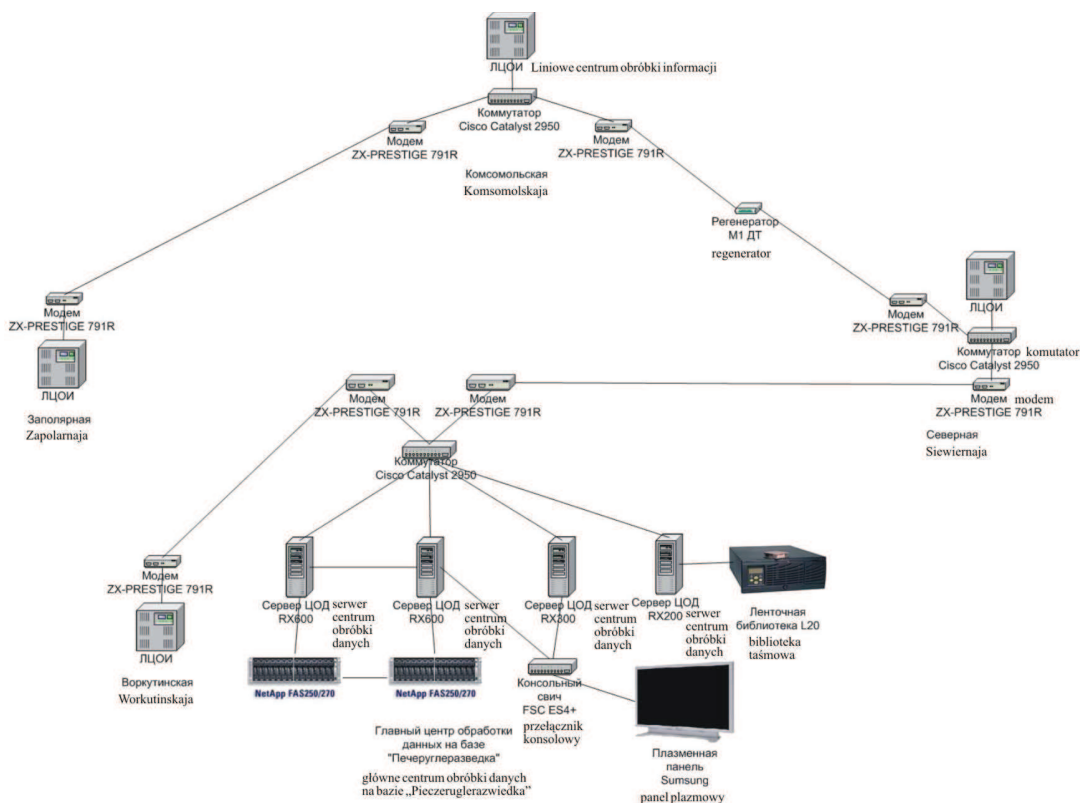 ЛЦОИ
Liniowe centrum obróbki informacji
Коммутатор
Cisco Catalyst 2950
Модем
ZX-PRESTIGE 791R
Модем
ZX-PRESTIGE 791R
Комсомольская
Komsomolskaja
Регенератор
М1 ДТ
regenerator
Модем
ZX-PRESTIGE 791R
ЛЦОИ
Заполярная
Zapolarnaja
Модем
ZX-PRESTIGE 791R
ЛЦОИ
Коммутатор komutator
Cisco Catalyst 2950
Модем modem
ZX-PRESTIGE 791R
Северная
Siewiernaja
Модем
ZX-PRESTIGE 791R
Модем
ZX-PRESTIGE 791R
Коммутатор
Cisco Catalyst 2950
Модем
ZX-PRESTIGE 791R
ЛЦОИ
Воркутинская
Workutinskaja
Сервер ЦОД
RX600
serwer
centrum
obróbki
danych
Сервер ЦОД
RX600
serwer
centrum
obróbki
danych
Сервер ЦОД
RX300
serwer
centrum
obróbki
danych
Сервер ЦОД
RX200
serwer
centrum
obróbki
danych
Ленточная
библиотека L20
biblioteka
taśmowa
NetApp FAS250/270
NetApp FAS250/270
Консольный
свич
FSC ES4+
przełącznik
konsolowy
Главный центр обработки
данных на базе
"Печеруглеразведка"
główne centrum obróbki danych
na bazie „Pieczeruglerazwiedka”
Плазменная
панель
Sumsung
panel plazmowy